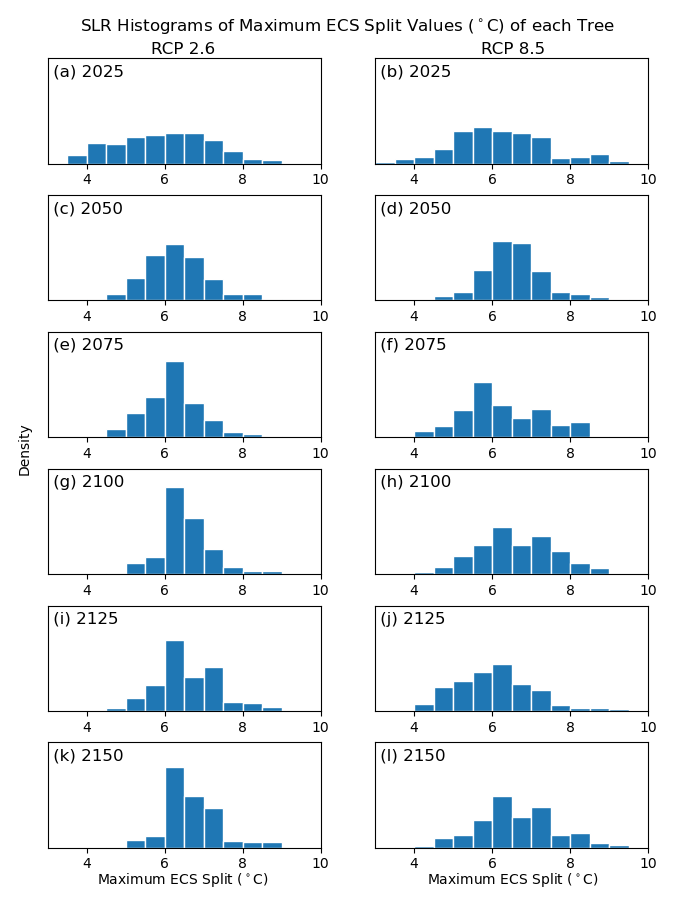 SLR Histograms of Maximum ECS Split Values (°C) of each Tree
RCP 2.6 RCP 8.5
(a) 2025 (b) 2025
4 6 8 10 4 6 8 10
(c) 2050 (d) 2050
4 6 8 10 4 6 8 10
(e) 2075 (f) 2075
4 6 8 10 4 6 8 10
Density
(g) 2100 (h) 2100
4 6 8 10 4 6 8 10
(i) 2125 (j) 2125
4 6 8 10 4 6 8 10
(k) 2150 (l) 2150
4 6 8 10 4 6 8 10
Maximum ECS Split (°C) Maximum ECS Split (°C)